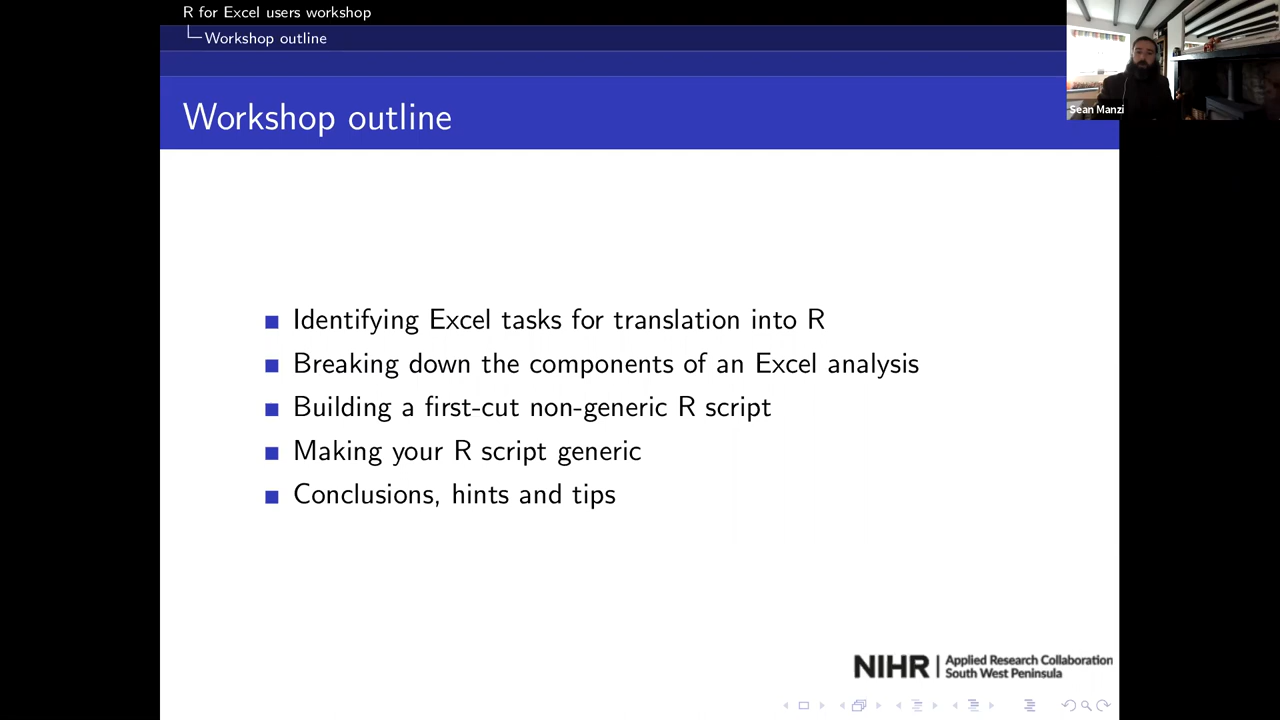 R for Excel users workshop
Workshop outline
Workshop outline
Sean Manzi
Identifying Excel tasks for translation into R
Breaking down the components of an Excel analysis
Building a first-cut non-generic R script
Making your R script generic
Conclusions, hints and tips
NIHR | Applied Research Collaboration
South West Peninsula